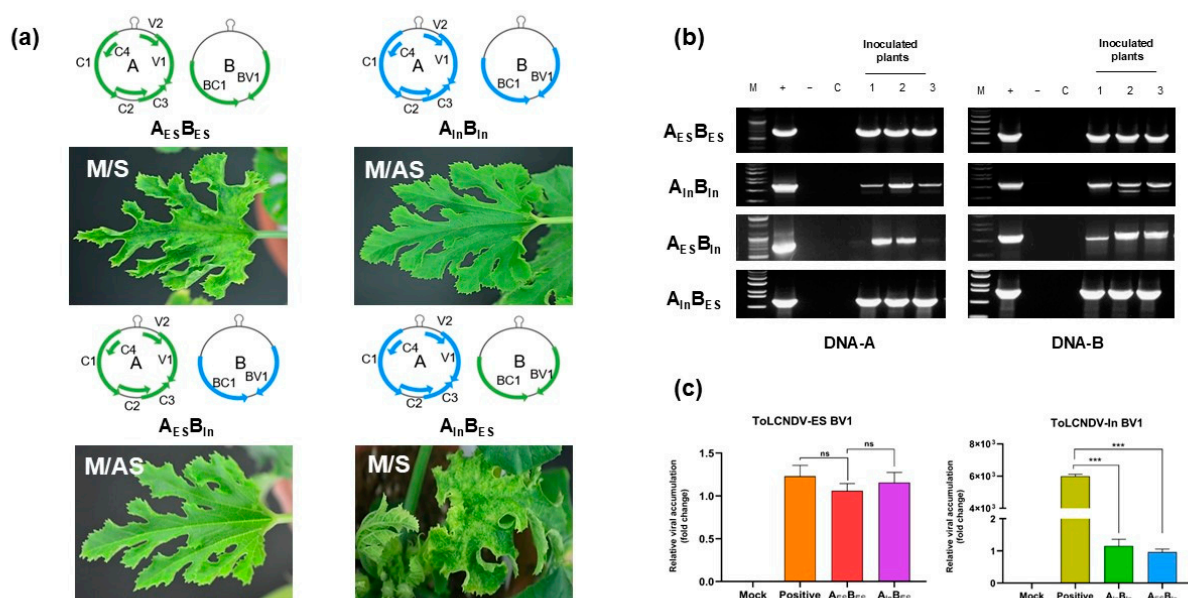 (a)
V2
C1
C4
A
V1
C2
C3
B
BC1
BV1
AESBES
V2
C1
C4
A
V1
C2
C3
B
BC1
BV1
AInBIn
M/S
M/AS
V2
C1
C4
A
V1
C2
C3
B
BC1
BV1
AESBIn
V2
C1
C4
A
V1
C2
C3
B
BC1
BV1
AInBES
M/AS
M/S
(b)
Inoculated
plants
M + − C 1 2 3
Inoculated
plants
M + − C 1 2 3
AESBES
AInBIn
AESBIn
AInBES
DNA-A
DNA-B
(c)
ToLCNDV-ES BV1
Relative viral accumulation
(fold change)
1.5
1.0
0.5
0.0
ns
ns
Mock Positive AESBES AInBES
ToLCNDV-In BV1
Relative viral accumulation
(fold change)
8×10³
6×10³
4×10³
2
1
0
***
***
Mock Positive AInBIn AESBIn